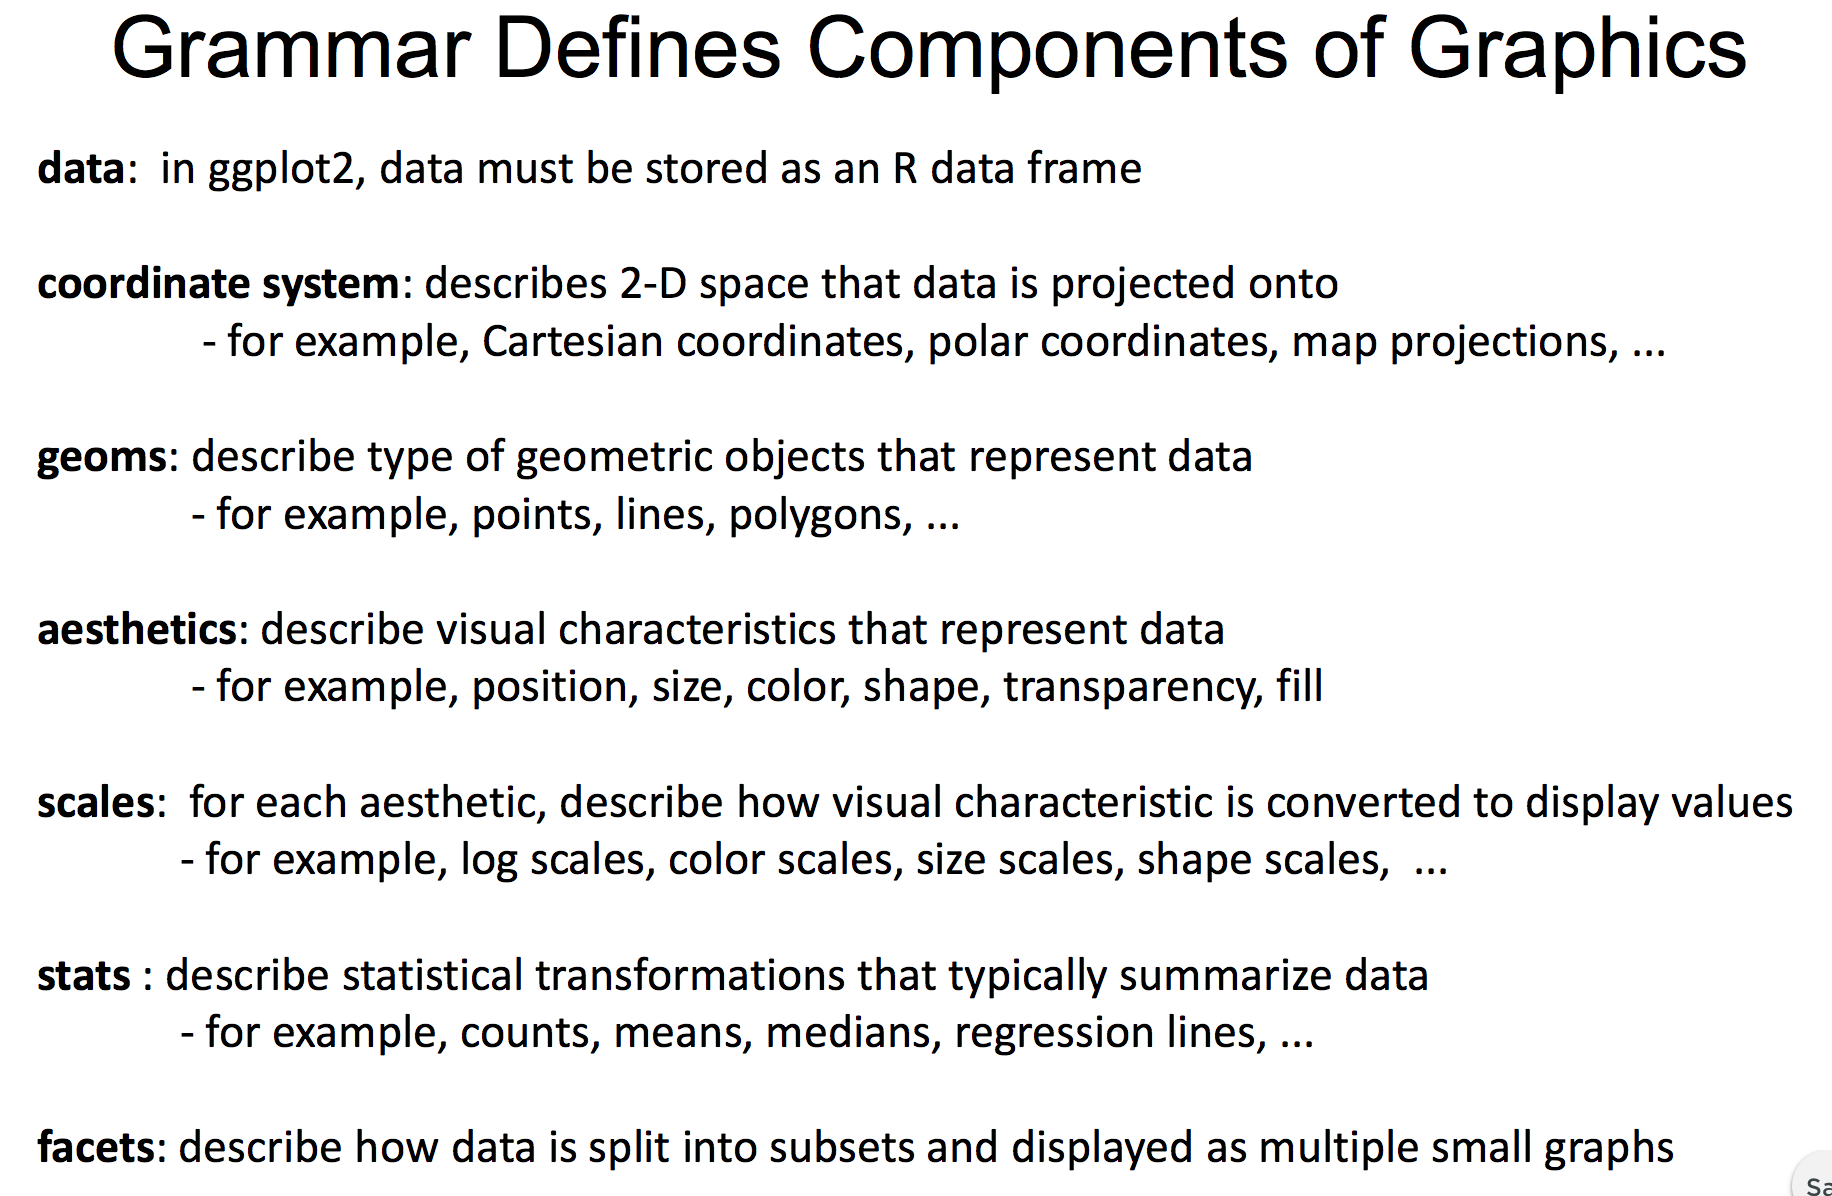 Grammar Defines Components of Graphics
data: in ggplot2, data must be stored as an R data frame
coordinate system: describes 2-D space that data is projected onto
- for example, Cartesian coordinates, polar coordinates, map projections, ...
geoms: describe type of geometric objects that represent data
- for example, points, lines, polygons, ...
aesthetics: describe visual characteristics that represent data
- for example, position, size, color, shape, transparency, fill
scales: for each aesthetic, describe how visual characteristic is converted to display values
- for example, log scales, color scales, size scales, shape scales, ...
stats : describe statistical transformations that typically summarize data
- for example, counts, means, medians, regression lines, ...
facets: describe how data is split into subsets and displayed as multiple small graphs